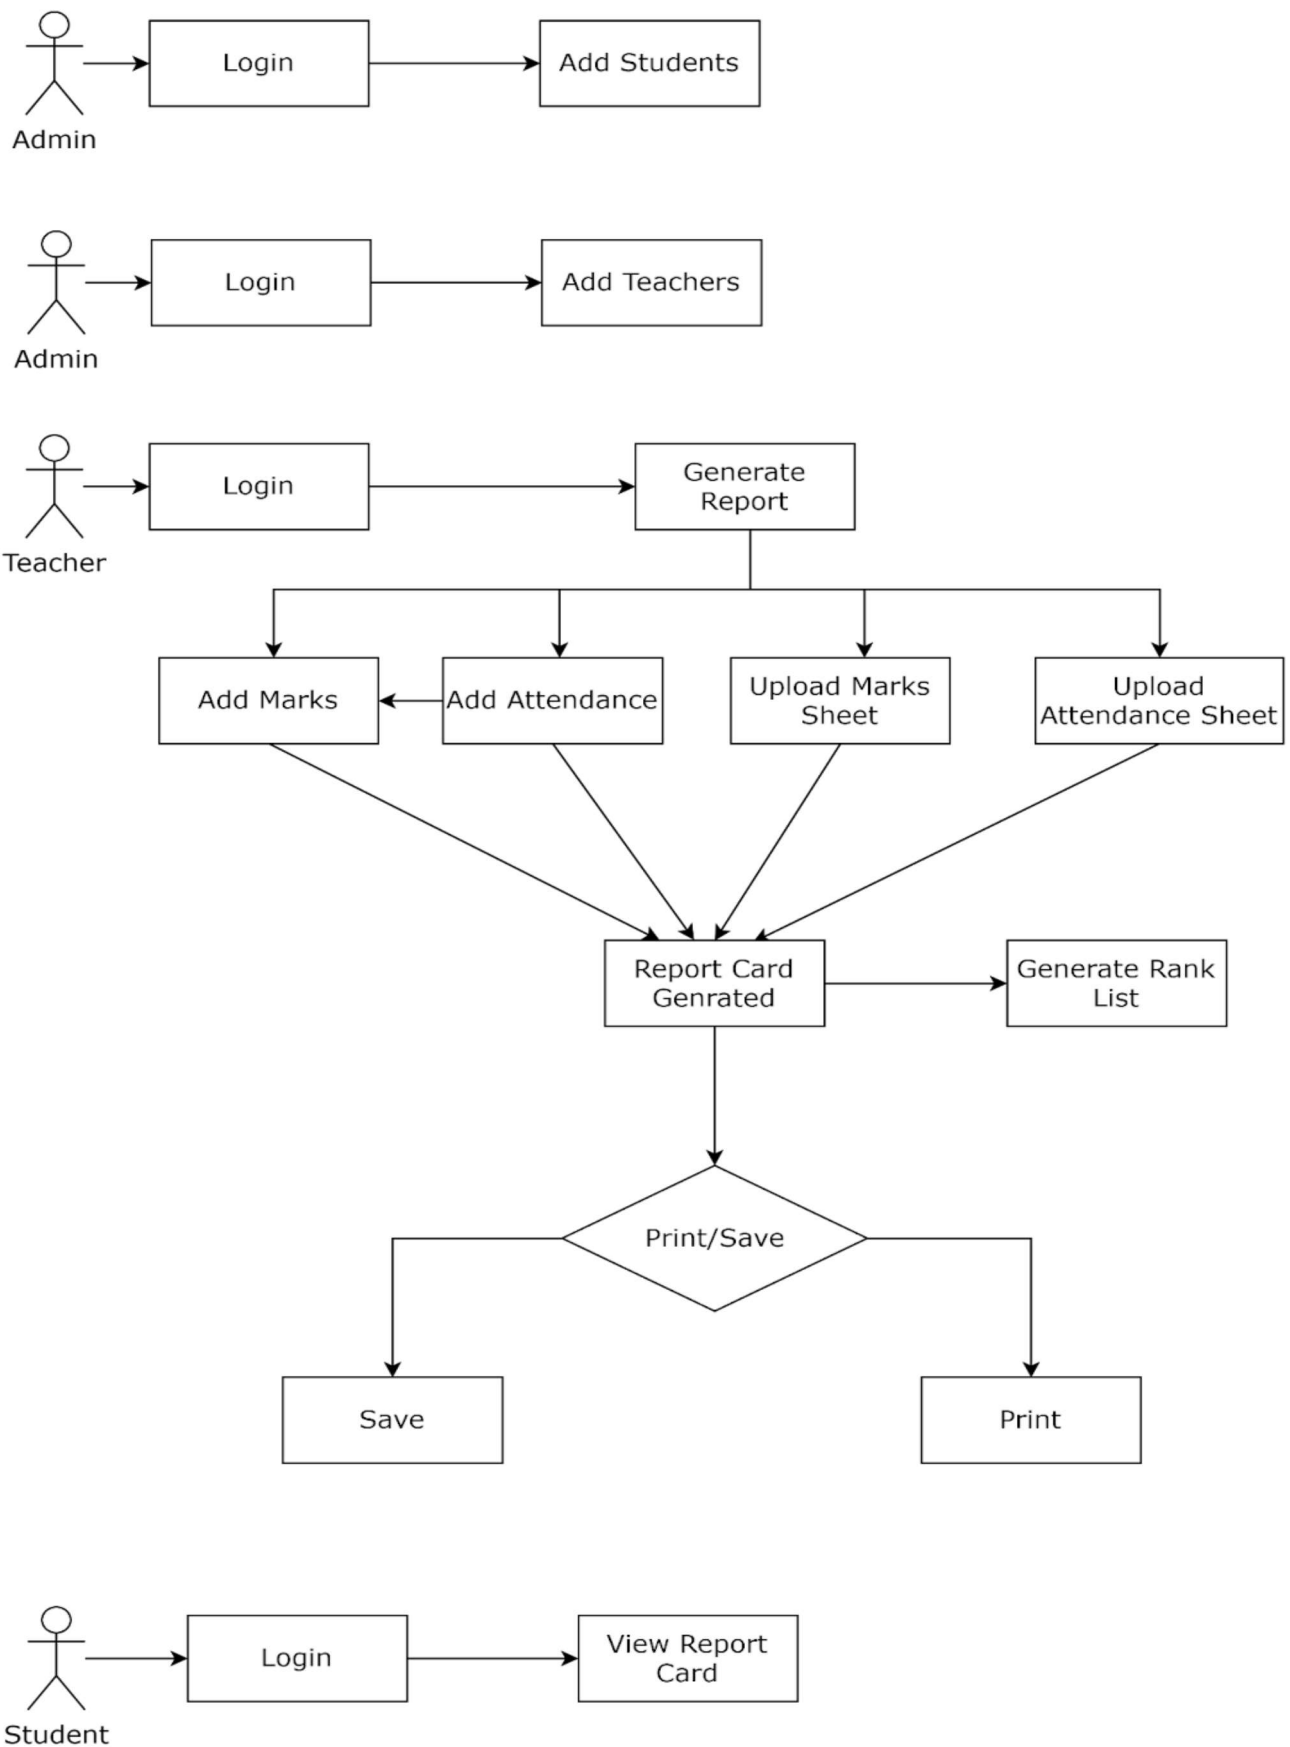 Login
Add Students
Admin
Login
Add Teachers
Admin
Login
Generate
Report
Teacher
Add Marks
Add Attendance
Upload Marks
Sheet
Upload
Attendance Sheet
Report Card
Genrated
Generate Rank
List
Print/Save
Save
Print
Login
View Report
Card
Student